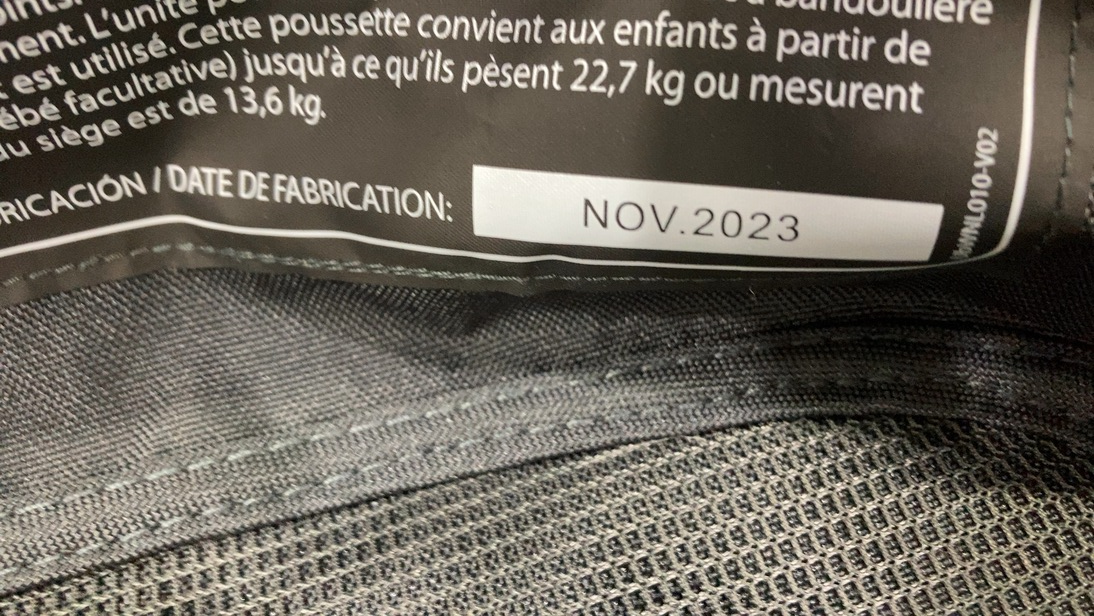 bandoulière
nent. L'unité
est utilisé. Cette poussette convient aux enfants à partir de
ébé facultative) jusqu'à ce qu'ils pèsent 22,7 kg ou mesurent
du siège est de 13,6 kg.
RICACIÓN / DATE DE FABRICATION: NOV.2023